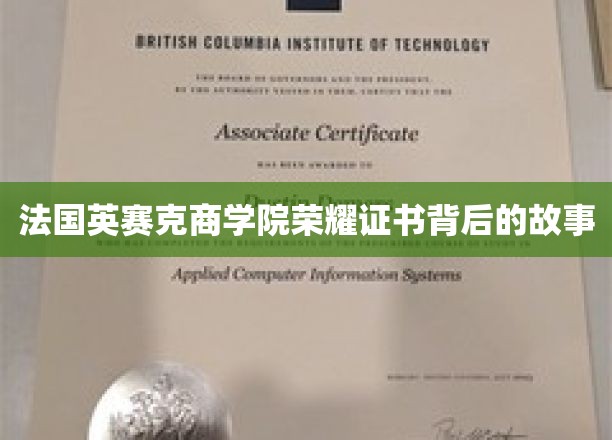 BRITISH COLUMBIA INSTITUTE OF TECHNOLOGY
THE BOARD OF GOVERNORS AND THE PRESIDENT,
BY THE AUTHORITY VESTED IN THEM, CERTIFY THAT THE
Associate Certificate
HAS BEEN AWARDED TO
法国英赛克商学院荣耀证书背后的故事
Applied Computer Information Systems